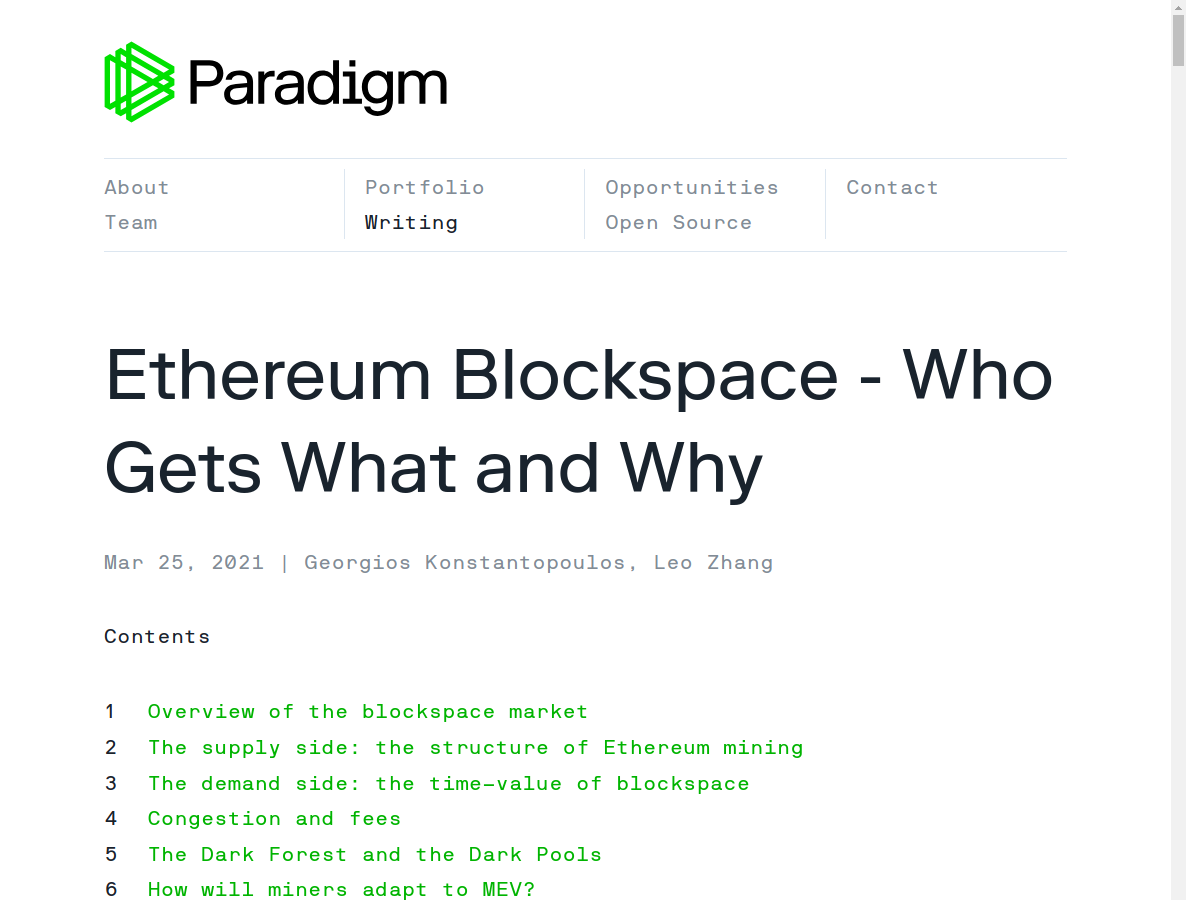 Paradigm
About
Team
Portfolio
Writing
Opportunities
Open Source
Contact
Ethereum Blockspace - Who
Gets What and Why
Mar 25, 2021 | Georgios Konstantopoulos, Leo Zhang
Contents
1 Overview of the blockspace market
2 The supply side: the structure of Ethereum mining
3 The demand side: the time-value of blockspace
4 Congestion and fees
5 The Dark Forest and the Dark Pools
6 How will miners adapt to MEV?